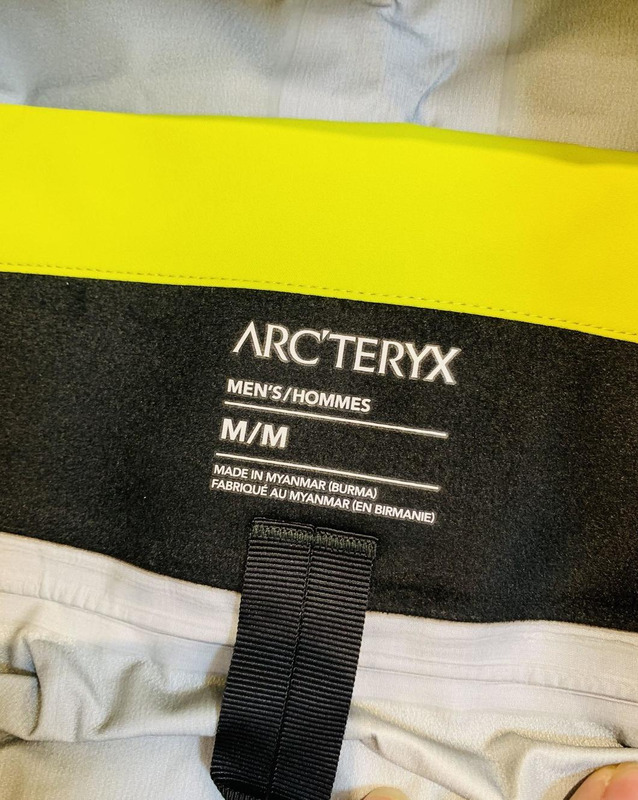 ARC'TERYX
MEN'S/HOMMES
M/M
MADE IN MYANMAR (BURMA)
FABRIQUÉ AU MYANMAR (EN BIRMANIE)